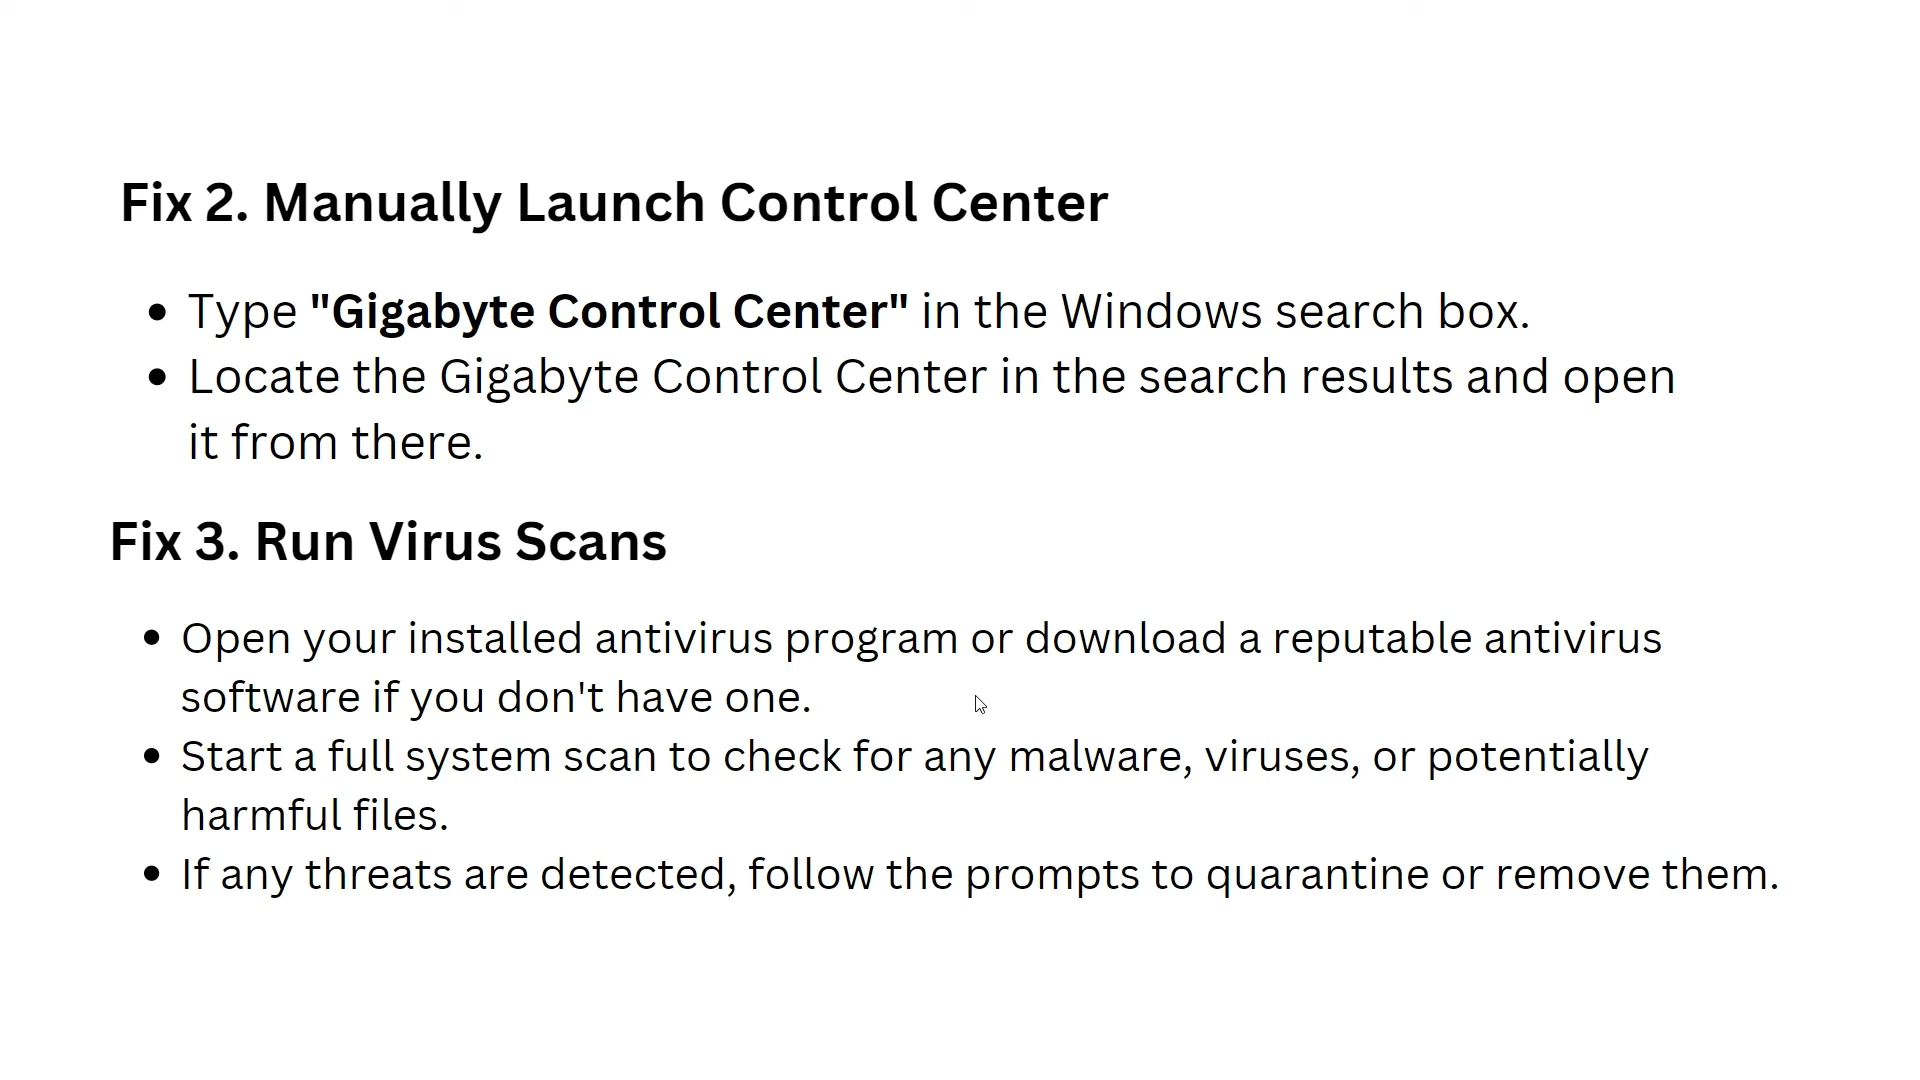 Fix 2. Manually Launch Control Center
• Type "Gigabyte Control Center" in the Windows search box.
• Locate the Gigabyte Control Center in the search results and open
it from there.
Fix 3. Run Virus Scans
• Open your installed antivirus program or download a reputable antivirus
software if you don't have one.
• Start a full system scan to check for any malware, viruses, or potentially
harmful files.
• If any threats are detected, follow the prompts to quarantine or remove them.